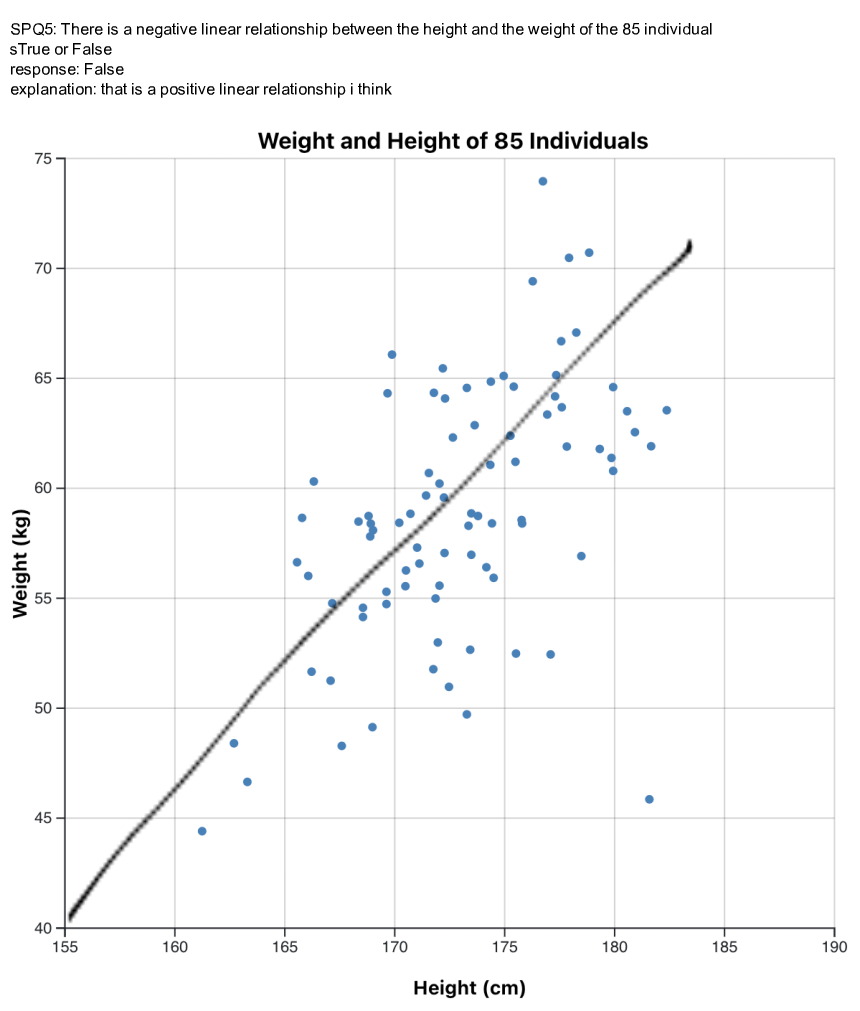 SPQ5: There is a negative linear relationship between the height and the weight of the 85 individual
sTrue or False
response: False
explanation: that is a positive linear relationship i think
Weight and Height of 85 Individuals
75
70
65
60
55
50
45
40
Weight (kg)
155 160 165 170 175 180 185 190
Height (cm)